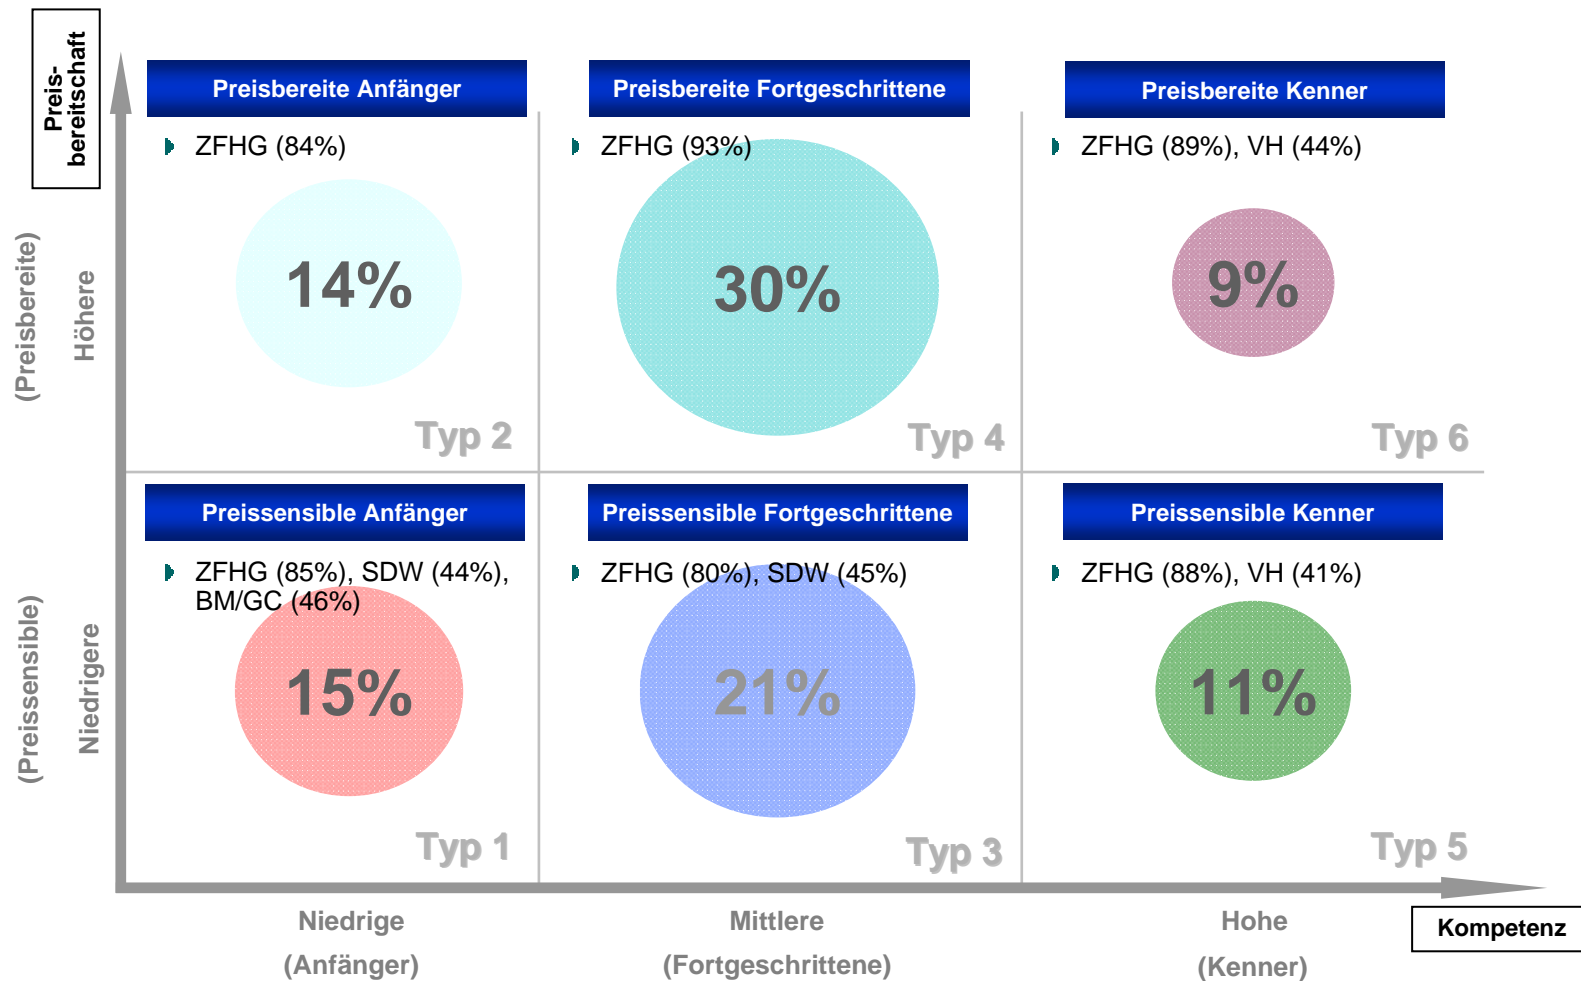 Preis-
bereitschaft
Preisbereite Anfänger
Preisbereite Fortgeschrittene
Preisbereite Kenner
ZFHG (84%)
ZFHG (93%)
ZFHG (89%), VH (44%)
(Preisbereite)
Höhere
14%
30%
9%
Typ 2
Typ 4
Typ 6
Preissensible Anfänger
Preissensible Fortgeschrittene
Preissensible Kenner
ZFHG (85%), SDW (44%),
BM/GC (46%)
ZFHG (80%), SDW (45%)
ZFHG (88%), VH (41%)
(Preissensible)
Niedrigere
15%
21%
11%
Typ 1
Typ 3
Typ 5
Niedrige
(Anfänger)
Mittlere
(Fortgeschrittene)
Hohe
(Kenner)
Kompetenz